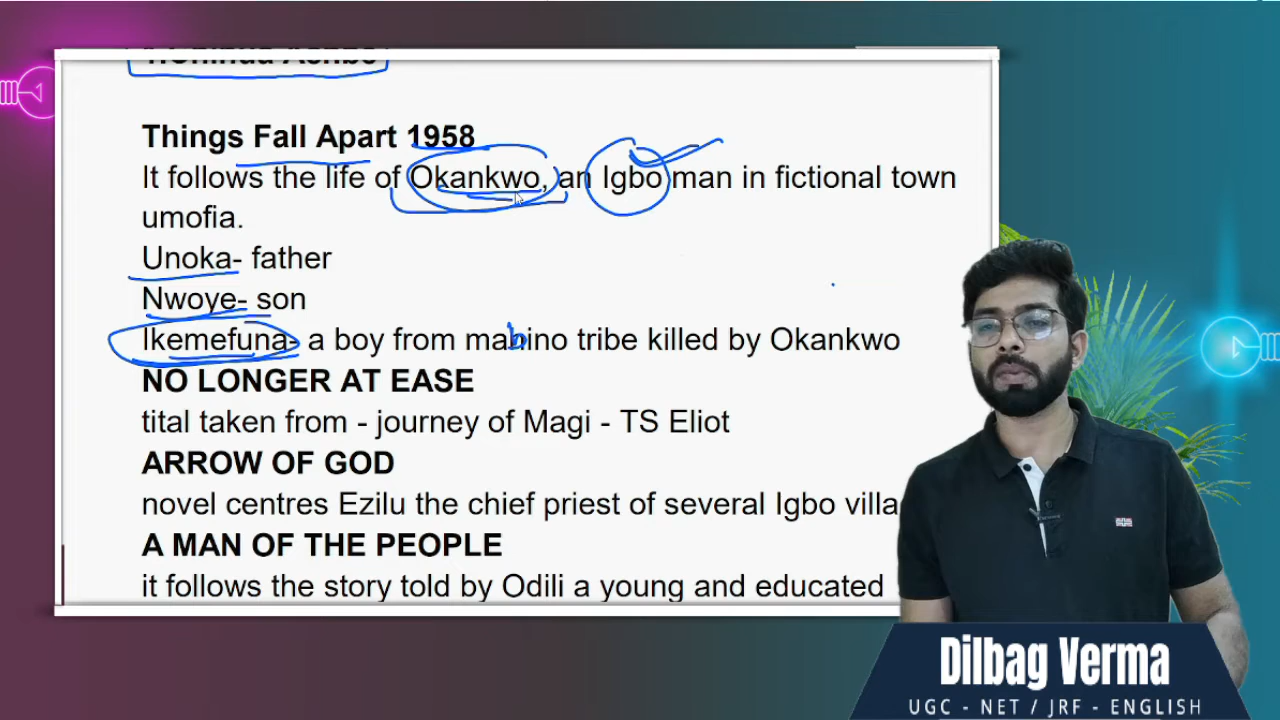 1.Chinua Achbe
Things Fall Apart 1958
It follows the life of Okankwo, an Igbo man in fictional town
umofia.
Unoka- father
Nwoye- son
Ikemefuna- a boy from mabino tribe killed by Okankwo
NO LONGER AT EASE
tital taken from - journey of Magi - TS Eliot
ARROW OF GOD
novel centres Ezilu the chief priest of several Igbo villa
A MAN OF THE PEOPLE
it follows the story told by Odili a young and educated
Dilbag Verma
UGC - NET / JRF - ENGLISH